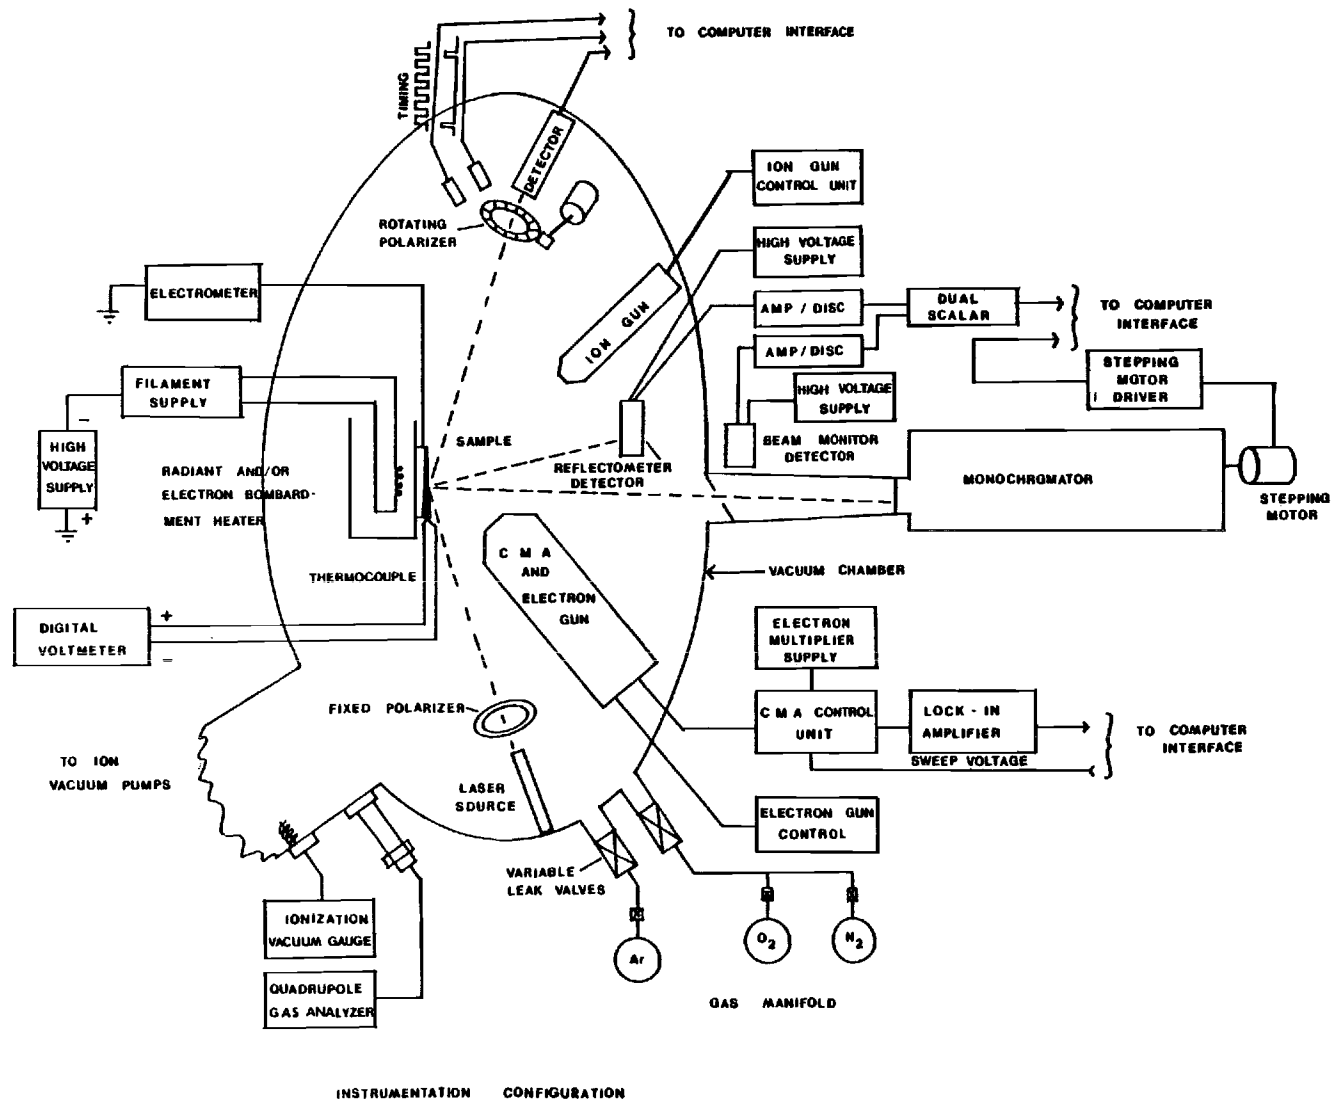 TO COMPUTER INTERFACE
TIMING
DETECTOR
ION GUN
CONTROL UNIT
ROTATING
POLARIZER
HIGH VOLTAGE
SUPPLY
ELECTROMETER
ION GUN
AMP / DISC
DUAL
SCALAR
TO COMPUTER
INTERFACE
AMP / DISC
STEPPING
MOTOR
DRIVER
FILAMENT
SUPPLY
−
HIGH VOLTAGE
SUPPLY
HIGH
VOLTAGE
SUPPLY
+
SAMPLE
BEAM MONITOR
DETECTOR
RADIANT AND/OR
ELECTRON BOMBARD-
MENT HEATER
REFLECTOMETER
DETECTOR
MONOCHROMATOR
STEPPING
MOTOR
CMA
AND
ELECTRON
GUN
THERMOCOUPLE
VACUUM CHAMBER
+
DIGITAL
VOLTMETER
−
ELECTRON
MULTIPLIER
SUPPLY
FIXED POLARIZER
CMA CONTROL
UNIT
LOCK-IN
AMPLIFIER
TO COMPUTER
INTERFACE
SWEEP VOLTAGE
TO ION
VACUUM PUMPS
LASER
SOURCE
ELECTRON GUN
CONTROL
VARIABLE
LEAK VALVES
IONIZATION
VACUUM GAUGE
Ar
O2
N2
QUADRUPOLE
GAS ANALYZER
GAS MANIFOLD
INSTRUMENTATION CONFIGURATION